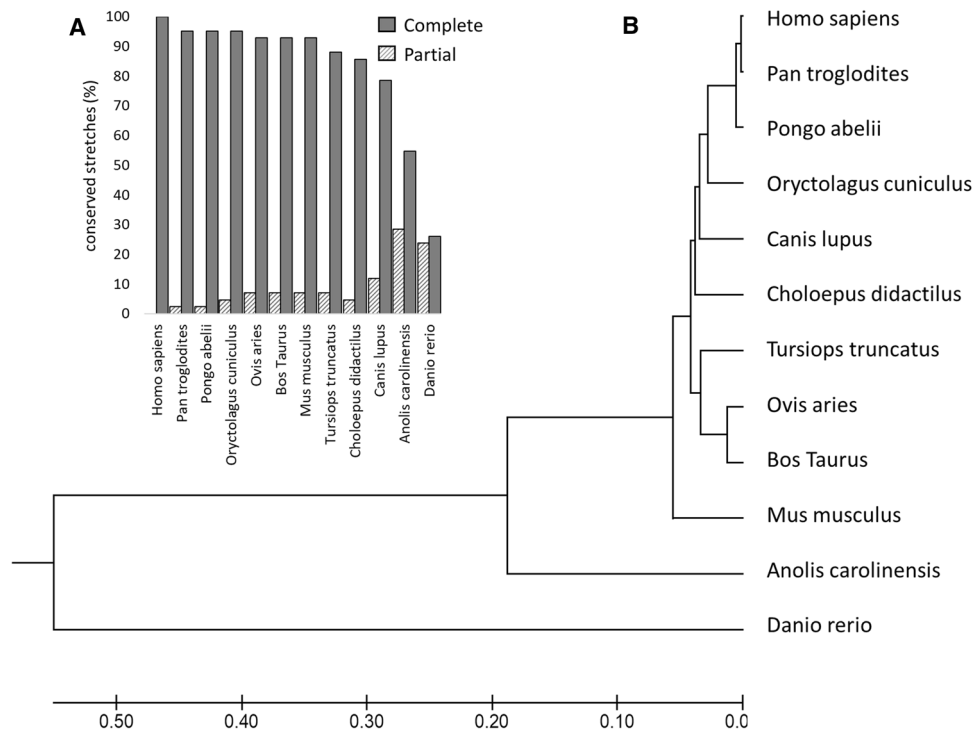 A
Complete
Partial
conserved stretches (%)
100
90
80
70
60
50
40
30
20
10
0
Homo sapiens
Pan troglodites
Pongo abelii
Oryctolagus cuniculus
Ovis aries
Bos Taurus
Mus musculus
Tursiops truncatus
Choloepus didactilus
Canis lupus
Anolis carolinensis
Danio rerio
B
Homo sapiens
Pan troglodites
Pongo abelii
Oryctolagus cuniculus
Canis lupus
Choloepus didactilus
Tursiops truncatus
Ovis aries
Bos Taurus
Mus musculus
Anolis carolinensis
Danio rerio
0.50 0.40 0.30 0.20 0.10 0.0